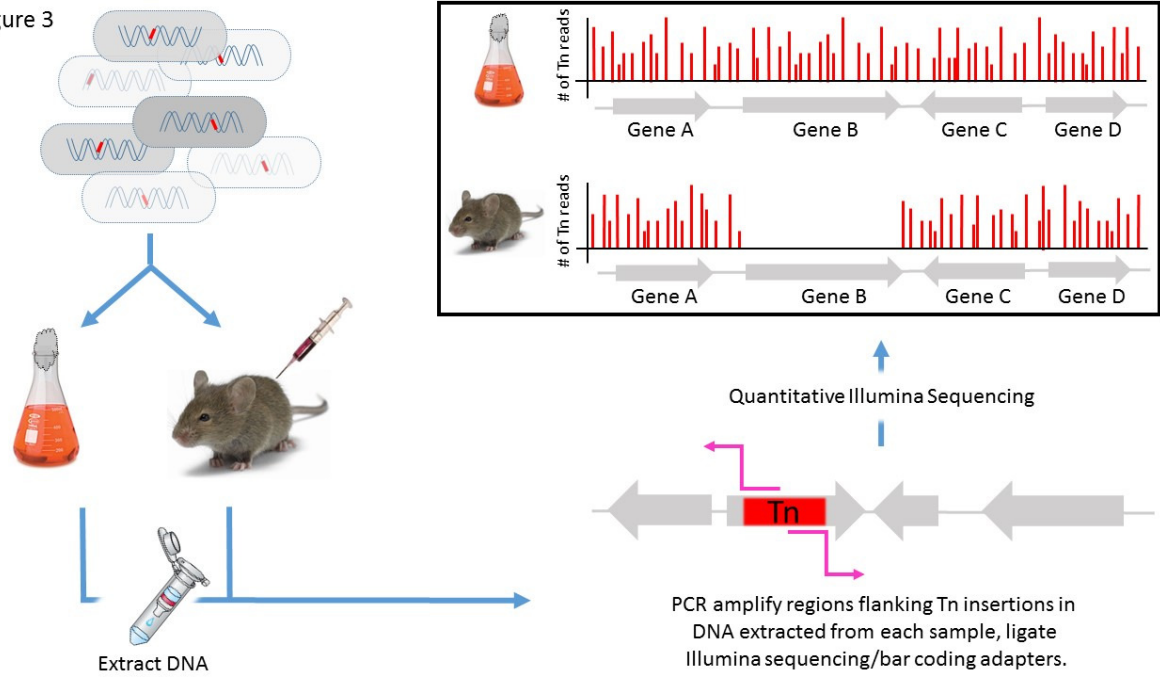 gure 3
# of Tn reads
Gene A
Gene B
Gene C
Gene D
# of Tn reads
Gene A
Gene B
Gene C
Gene D
Quantitative Illumina Sequencing
Tn
PCR amplify regions flanking Tn insertions in
DNA extracted from each sample, ligate
Illumina sequencing/bar coding adapters.
Extract DNA